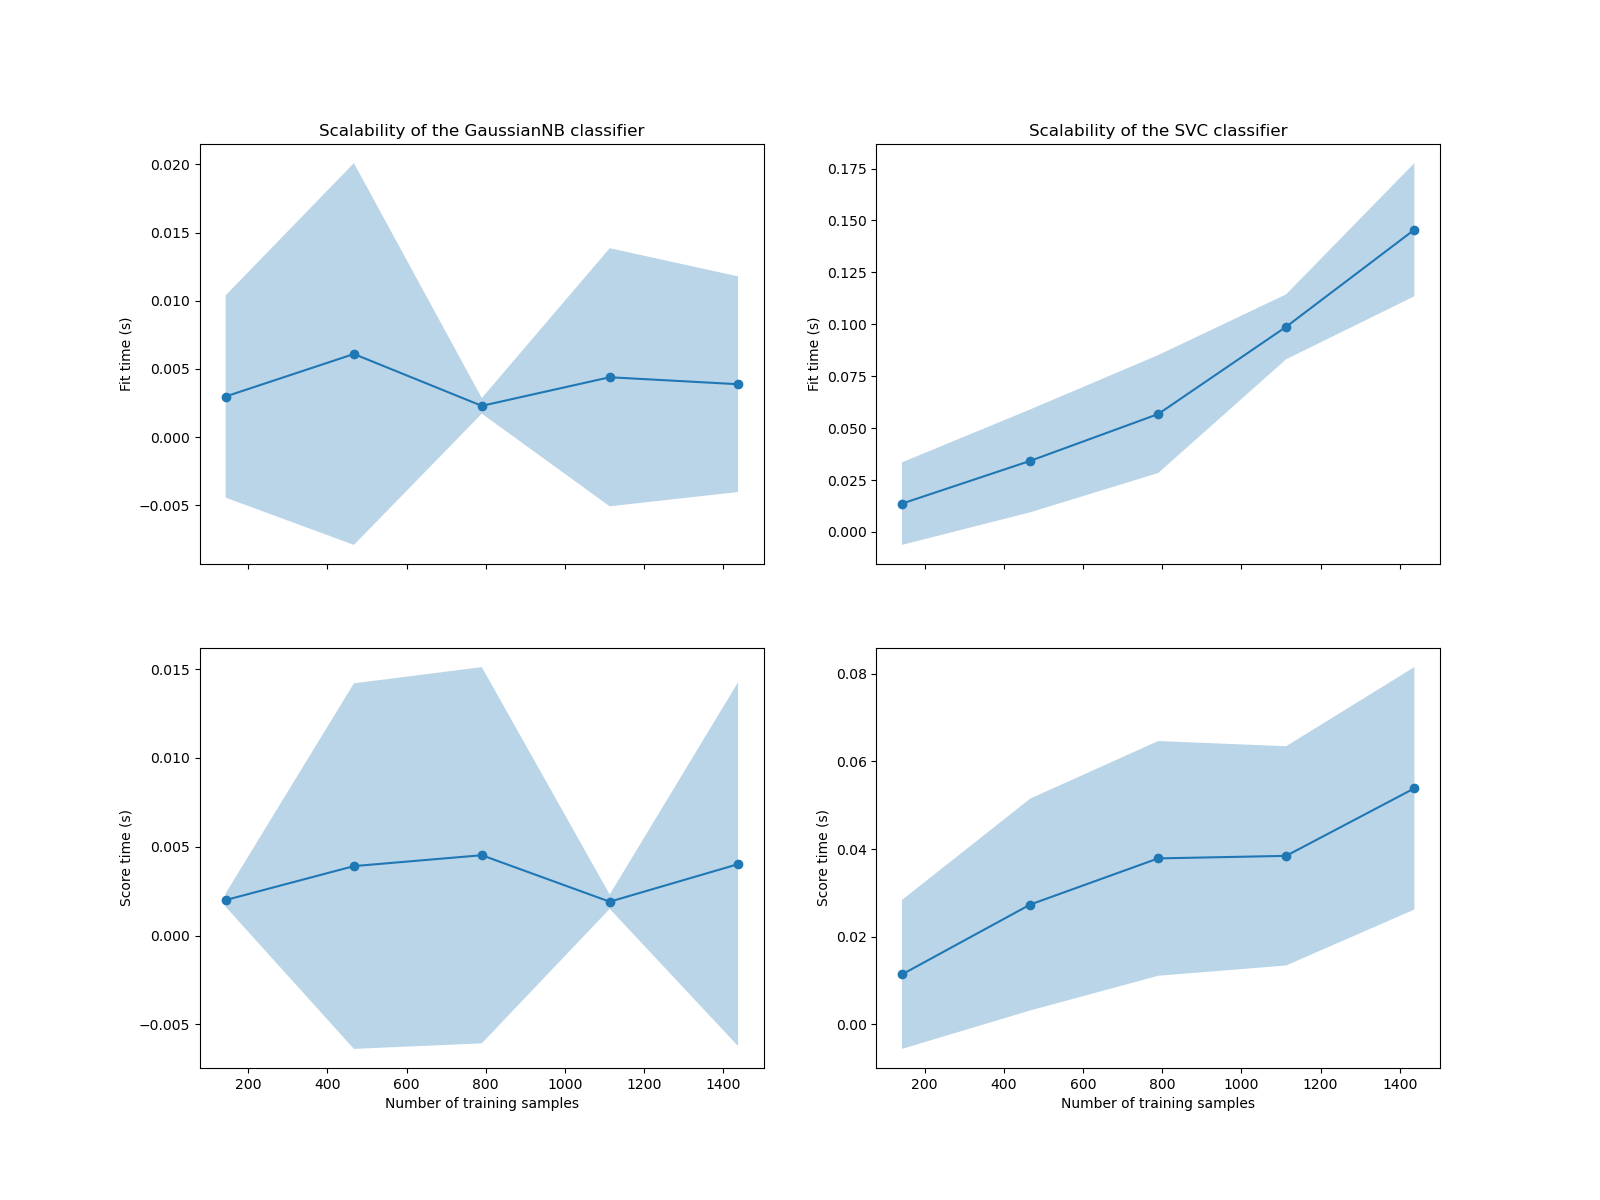 Scalability of the GaussianNB classifier
0.020
0.015
0.010
0.005
0.000
−0.005
Fit time (s)
Scalability of the SVC classifier
0.175
0.150
0.125
0.100
0.075
0.050
0.025
0.000
Fit time (s)
0.015
0.010
0.005
0.000
−0.005
Score time (s)
200 400 600 800 1000 1200 1400
Number of training samples
0.08
0.06
0.04
0.02
0.00
Score time (s)
200 400 600 800 1000 1200 1400
Number of training samples